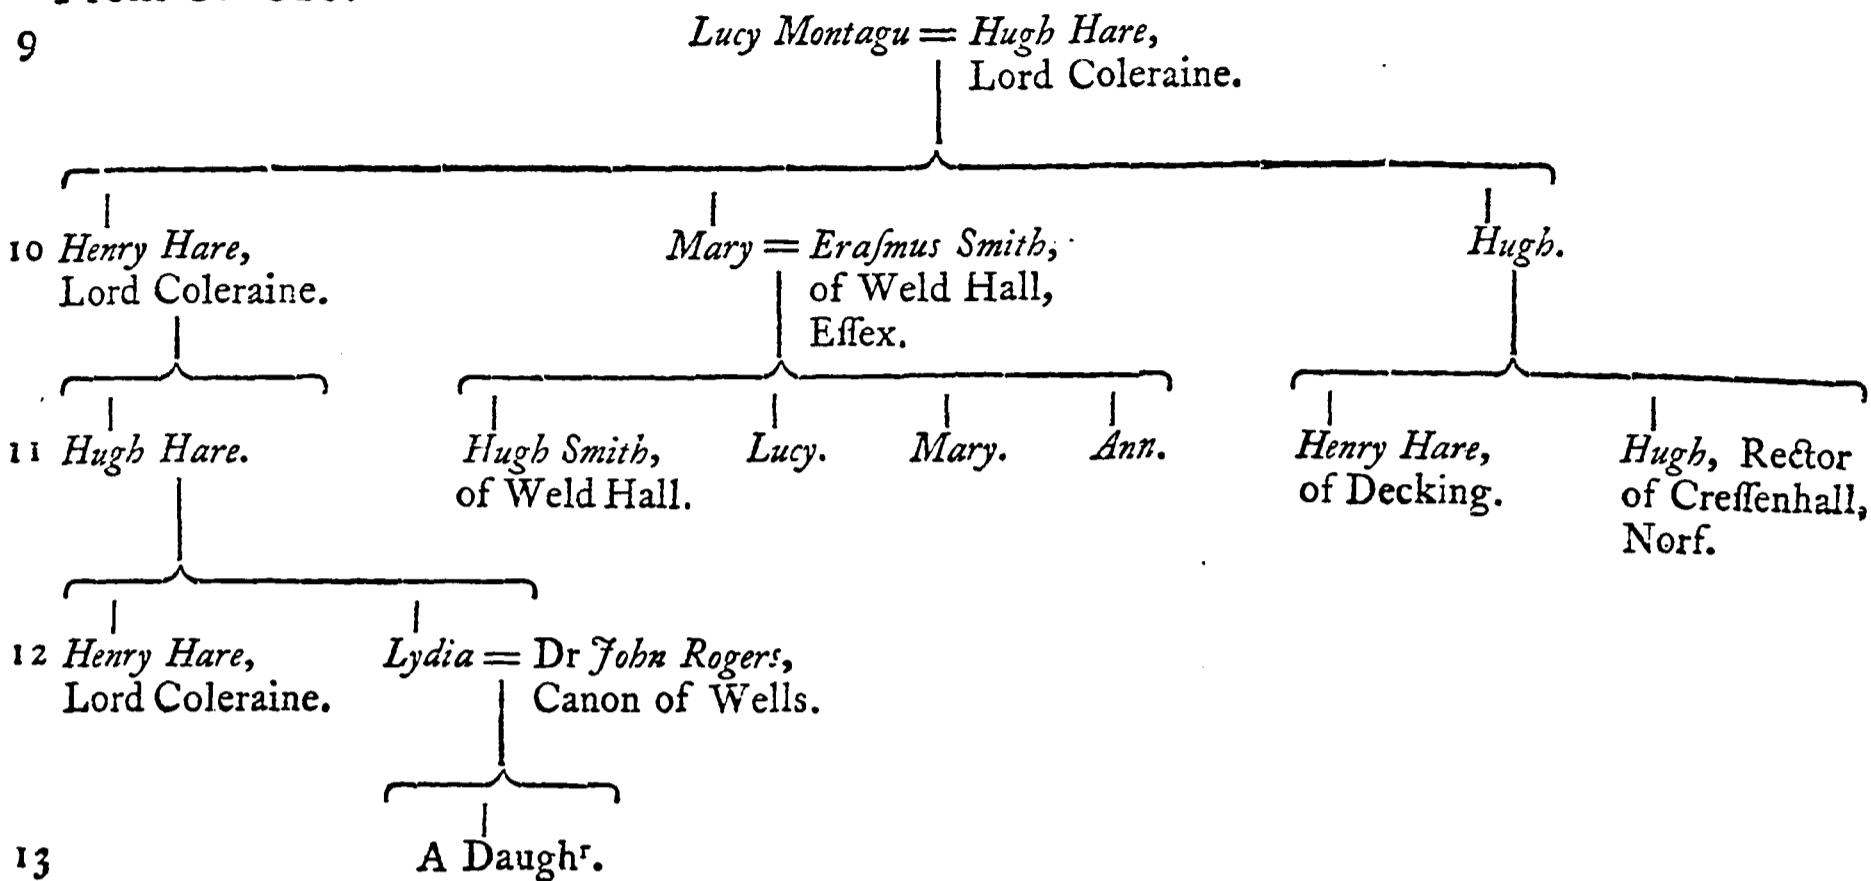 9 Lucy Montagu = Hugh Hare,
Lord Coleraine.
10 Henry Hare,
Lord Coleraine.
Mary = Eraſmus Smith,
of Weld Hall,
Eſſex.
Hugh.
11 Hugh Hare.
Hugh Smith,
of Weld Hall.
Lucy.
Mary.
Ann.
Henry Hare,
of Decking.
Hugh, Rector
of Creſſenhall,
Norf.
12 Henry Hare,
Lord Coleraine.
Lydia = Dr John Rogers,
Canon of Wells.
13 A Daughʳ.